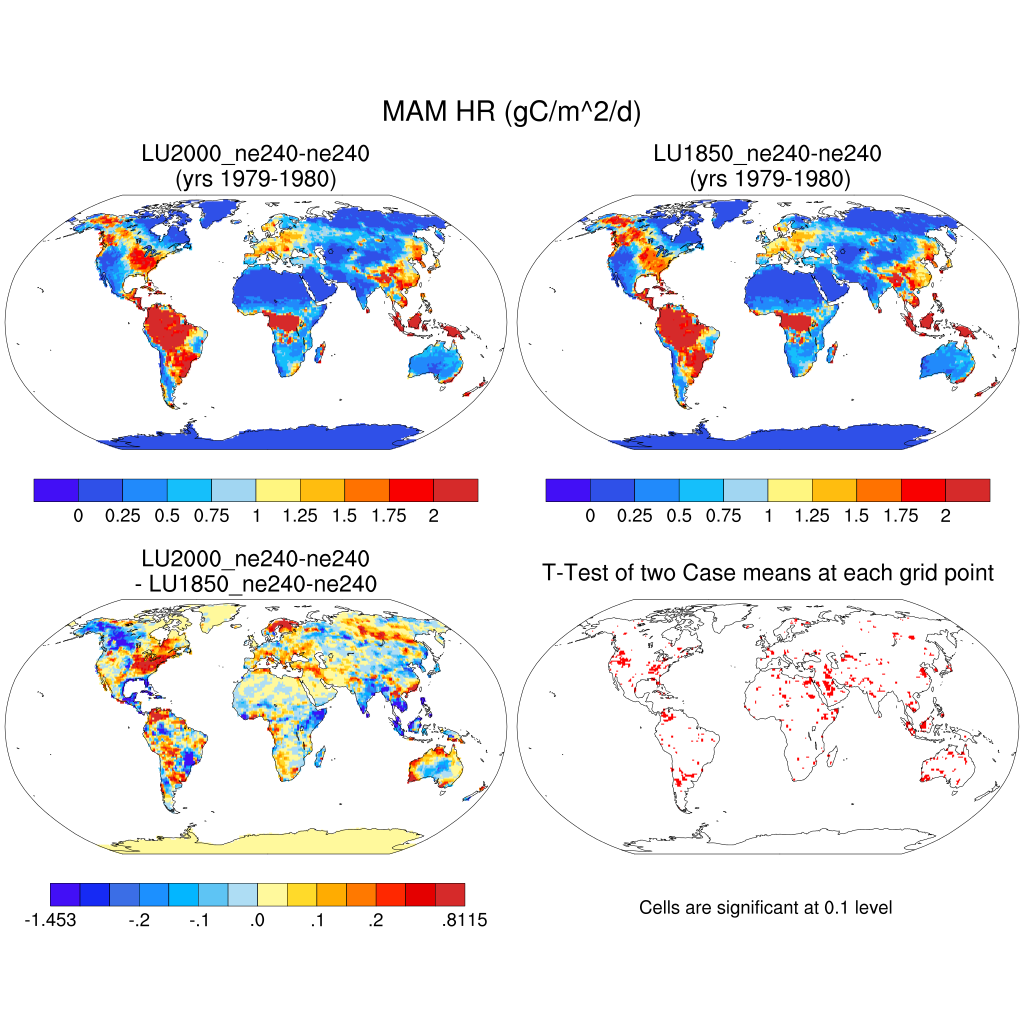 MAM HR (gC/m^2/d)
LU2000_ne240-ne240
(yrs 1979-1980)
LU1850_ne240-ne240
(yrs 1979-1980)
0 0.25 0.5 0.75 1 1.25 1.5 1.75 2
0 0.25 0.5 0.75 1 1.25 1.5 1.75 2
LU2000_ne240-ne240
- LU1850_ne240-ne240
T-Test of two Case means at each grid point
-1.453 -.2 -.1 .0 .1 .2 .8115
Cells are significant at 0.1 level